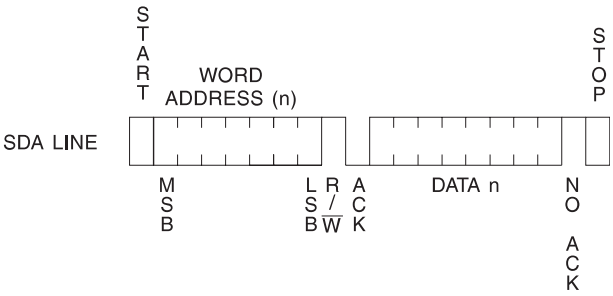 START
WORD
ADDRESS (n)
STOP
SDA LINE
MSB
LSB
R/W̅
ACK
DATA n
NO ACK